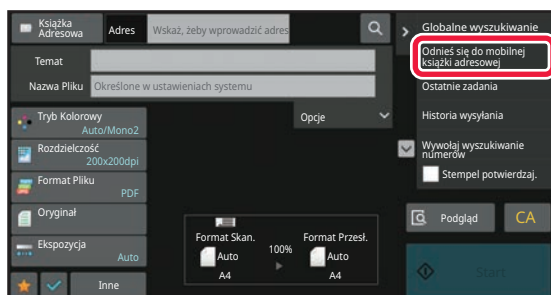 Książka
Adresowa
Adres
Wskaż, żeby wprowadzić adres
Temat
Nazwa Pliku
Określone w ustawieniach systemu
Tryb Kolorowy
Auto/Mono2
Rozdzielczość
200x200dpi
Format Pliku
PDF
Oryginał
Ekspozycja
Auto
Inne
Opcje
Format Skan.
Auto
A4
100%
Format Przesł.
Auto
A4
Globalne wyszukiwanie
Odnieś się do mobilnej
książki adresowej
Ostatnie zadania
Historia wysyłania
Wywołaj wyszukiwanie
numerów
Stempel potwierdzaj.
Podgląd
CA
Start